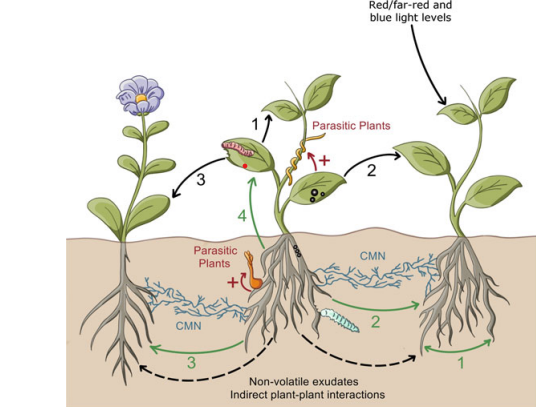 Red/far-red and
blue light levels
1
Parasitic Plants
+
3
2
4
Parasitic
Plants
+
CMN
CMN
2
3
1
Non-volatile exudates
Indirect plant-plant interactions